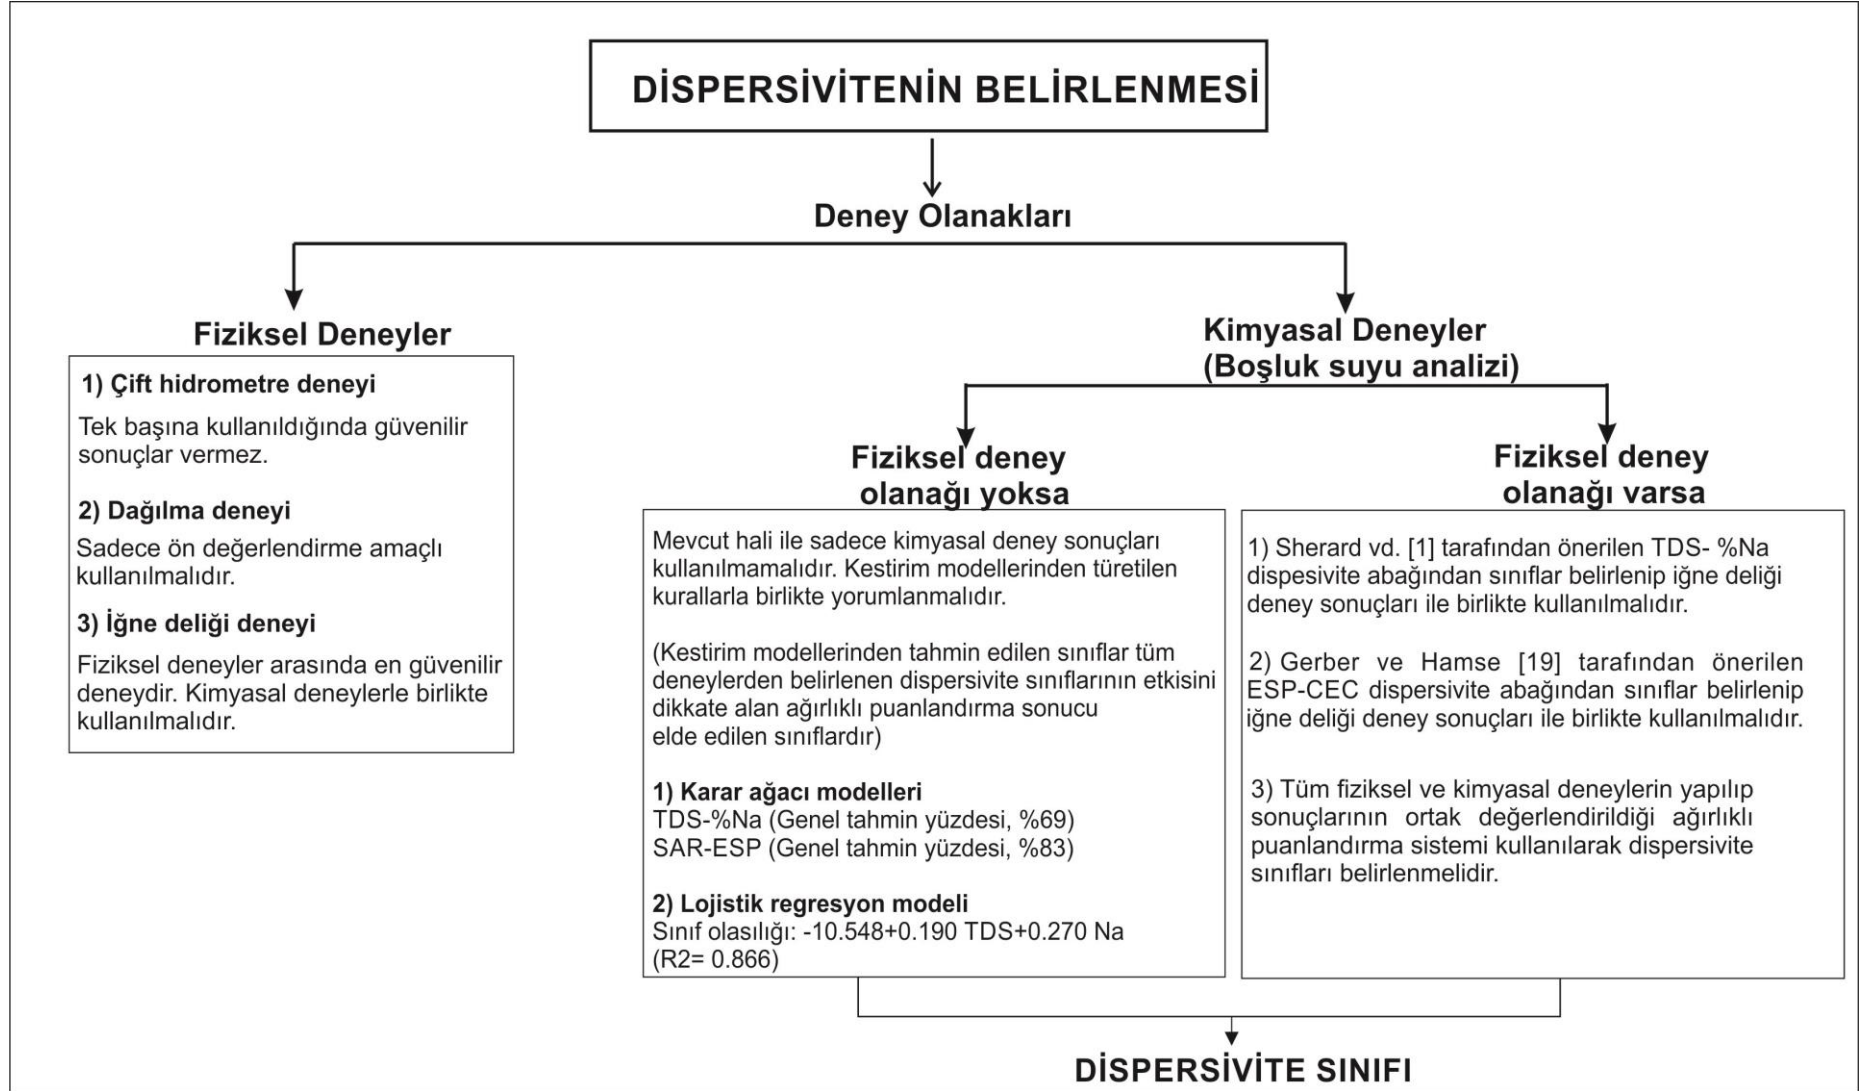 DİSPERSİVİTENİN BELİRLENMESİ
Deney Olanakları
Fiziksel Deneyler
1) Çift hidrometre deneyi
Tek başına kullanıldığında güvenilir
sonuçlar vermez.
2) Dağılma deneyi
Sadece ön değerlendirme amaçlı
kullanılmalıdır.
3) İğne deliği deneyi
Fiziksel deneyler arasında en güvenilir
deneydir. Kimyasal deneylerle birlikte
kullanılmalıdır.
Kimyasal Deneyler
(Boşluk suyu analizi)
Fiziksel deney
olanağı yoksa
Mevcut hali ile sadece kimyasal deney sonuçları
kullanılmamalıdır. Kestirim modellerinden türetilen
kurallarla birlikte yorumlanmalıdır.
(Kestirim modellerinden tahmin edilen sınıflar tüm
deneylerden belirlenen dispersivite sınıflarının etkisini
dikkate alan ağırlıklı puanlandırma sonucu
elde edilen sınıflardır)
1) Karar ağacı modelleri
TDS-%Na (Genel tahmin yüzdesi, %69)
SAR-ESP (Genel tahmin yüzdesi, %83)
2) Lojistik regresyon modeli
Sınıf olasılığı: -10.548+0.190 TDS+0.270 Na
(R2= 0.866)
Fiziksel deney
olanağı varsa
1) Sherard vd. [1] tarafından önerilen TDS- %Na
dispesivite abağından sınıflar belirlenip iğne deliği
deney sonuçları ile birlikte kullanılmalıdır.
2) Gerber ve Hamse [19] tarafından önerilen
ESP-CEC dispersivite abağından sınıflar belirlenip
iğne deliği deney sonuçları ile birlikte kullanılmalıdır.
3) Tüm fiziksel ve kimyasal deneylerin yapılıp
sonuçlarının ortak değerlendirildiği ağırlıklı
puanlandırma sistemi kullanılarak dispersivite
sınıfları belirlenmelidir.
DİSPERSİVİTE SINIFI